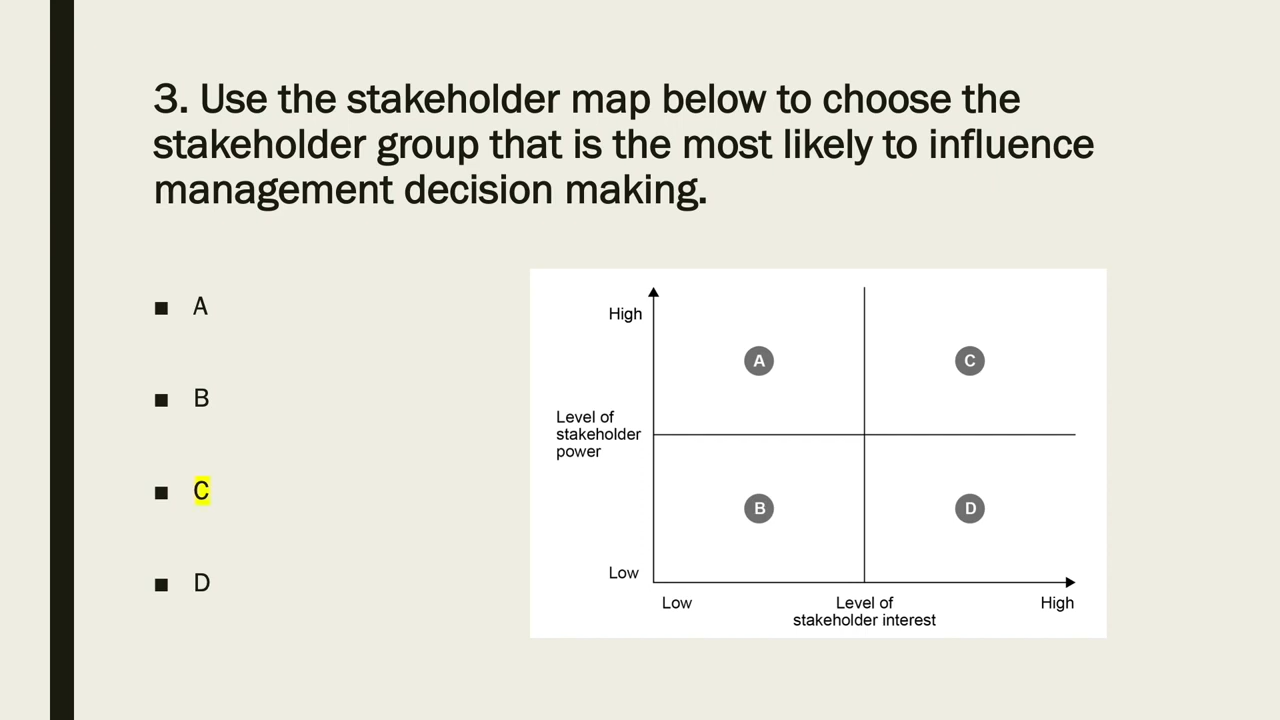 3. Use the stakeholder map below to choose the
stakeholder group that is the most likely to influence
management decision making.
■ A
■ B
■ C
■ D
High
A
C
Level of
stakeholder
power
B
D
Low
Low
Level of
stakeholder interest
High